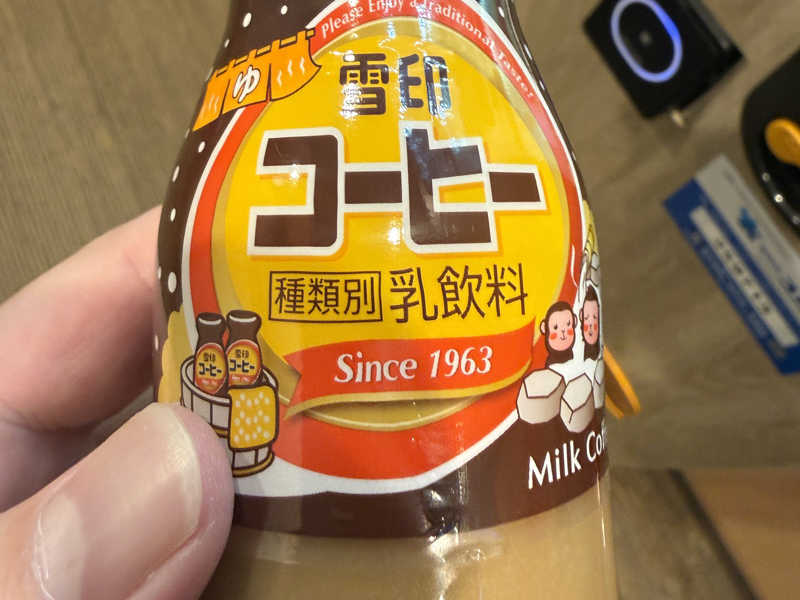 Please Enjoy a Traditional Taste!
ゆ
雪印
コーヒー
種類別 乳飲料
Since 1963
雪印
コーヒー
雪印
コーヒー
Milk